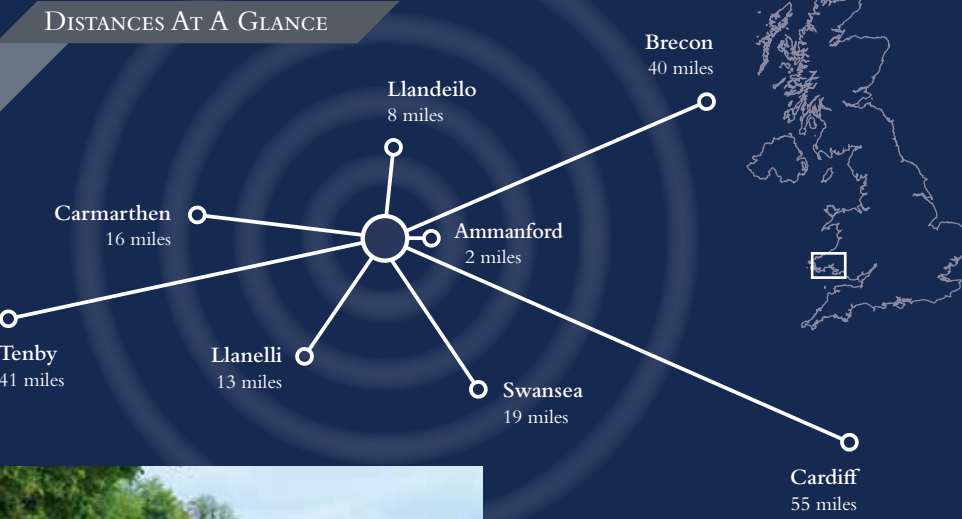 DISTANCES AT A GLANCE
Brecon
40 miles
Llandeilo
8 miles
Carmarthen
16 miles
Ammanford
2 miles
Tenby
41 miles
Llanelli
13 miles
Swansea
19 miles
Cardiff
55 miles